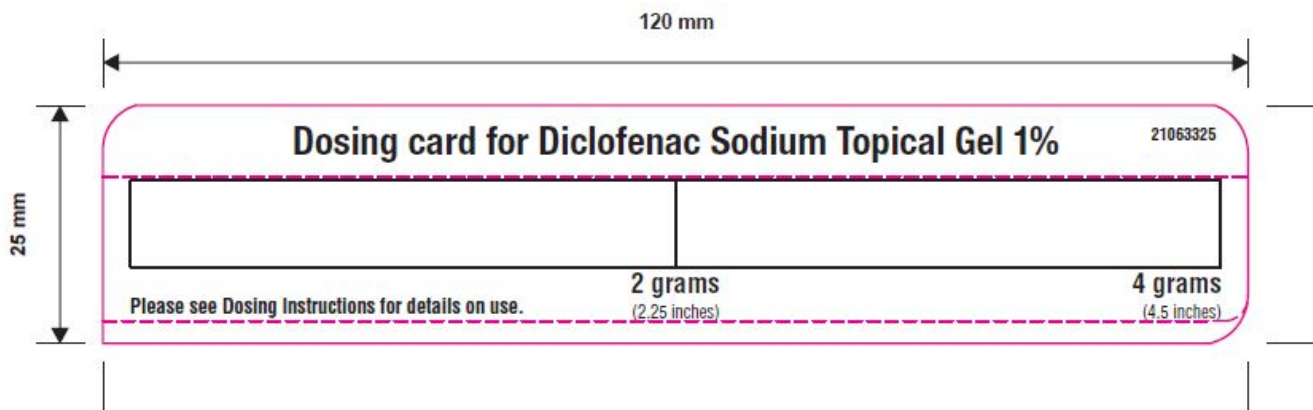 120 mm
25 mm
Dosing card for Diclofenac Sodium Topical Gel 1%
21063325
2 grams
4 grams
Please see Dosing Instructions for details on use.
(2.25 inches)
(4.5 inches)